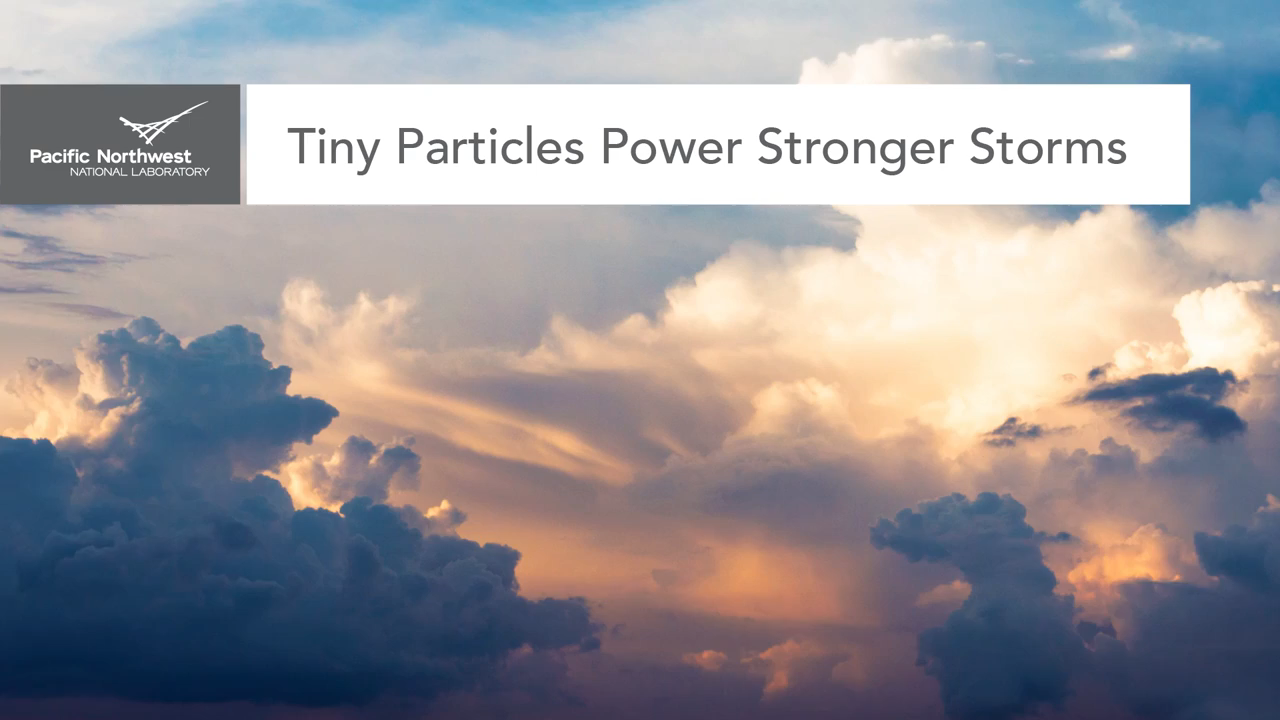 Pacific Northwest
NATIONAL LABORATORY
Tiny Particles Power Stronger Storms